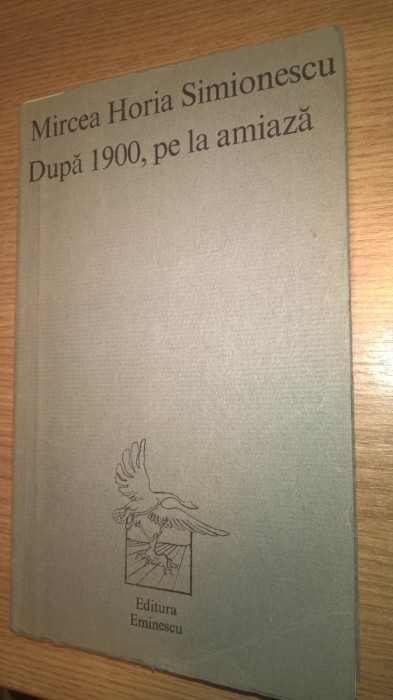 Mircea Horia Simionescu
După 1900, pe la amiază
Editura
Eminescu